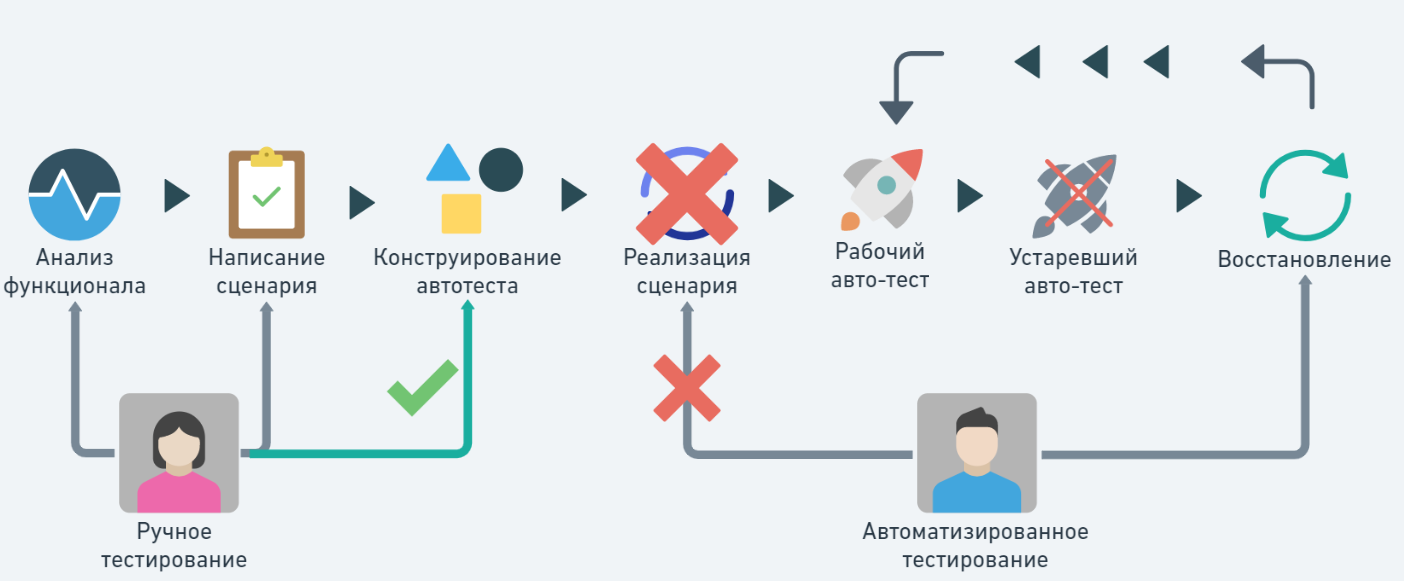 Анализ
функционала
Написание
сценария
Конструирование
автотеста
Реализация
сценария
Рабочий
авто-тест
Устаревший
авто-тест
Восстановление
Ручное
тестирование
Автоматизированное
тестирование